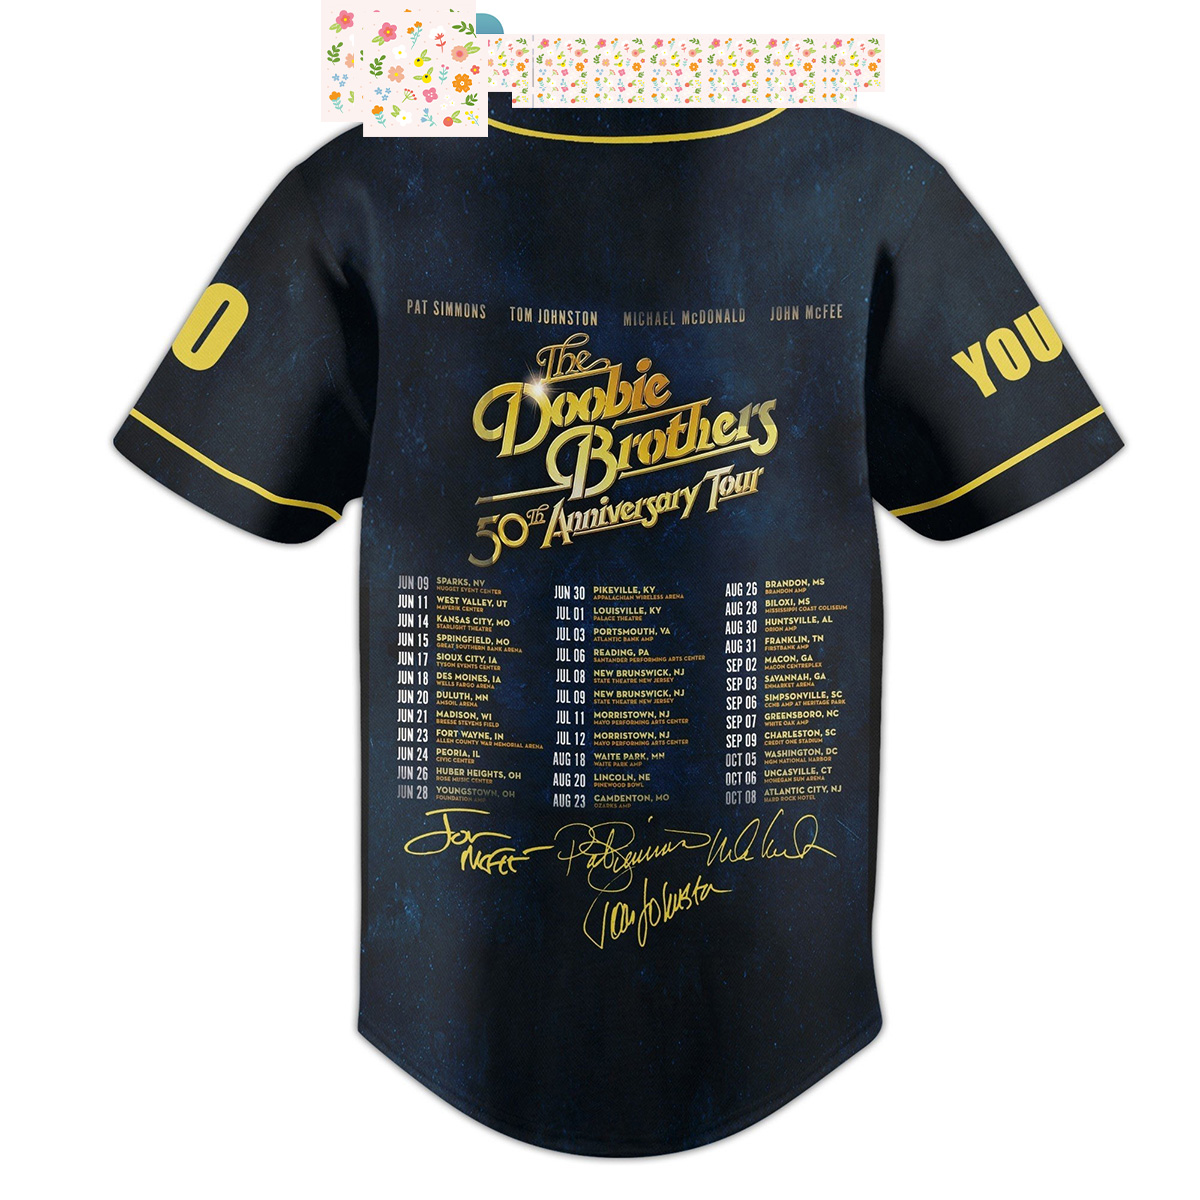 PAT SIMMONS TOM JOHNSTON MICHAEL McDONALD JOHN McFEE
The
Doobie
Brothers
50th Anniversary Tour
0
YOU
JUN 09 SPARKS, NV
NUGGET EVENT CENTER
JUN 11 WEST VALLEY, UT
MAVERIK CENTER
JUN 14 KANSAS CITY, MO
STARLIGHT THEATRE
JUN 15 SPRINGFIELD, MO
GREAT SOUTHERN BANK ARENA
JUN 17 SIOUX CITY, IA
TYSON EVENTS CENTER
JUN 18 DES MOINES, IA
WELLS FARGO ARENA
JUN 20 DULUTH, MN
AMSOIL ARENA
JUN 21 MADISON, WI
BREESE STEVENS FIELD
JUN 23 FORT WAYNE, IN
ALLEN COUNTY WAR MEMORIAL ARENA
JUN 24 PEORIA, IL
CIVIC CENTER
JUN 26 HUBER HEIGHTS, OH
ROSE MUSIC CENTER
JUN 28 YOUNGSTOWN, OH
FOUNDATION AMP
JUN 30 PIKEVILLE, KY
APPALACHIAN WIRELESS ARENA
JUL 01 LOUISVILLE, KY
PALACE THEATRE
JUL 03 PORTSMOUTH, VA
ATLANTIC BANK AMP
JUL 06 READING, PA
SANTANDER PERFORMING ARTS CENTER
JUL 08 NEW BRUNSWICK, NJ
STATE THEATRE NEW JERSEY
JUL 09 NEW BRUNSWICK, NJ
STATE THEATRE NEW JERSEY
JUL 11 MORRISTOWN, NJ
MAYO PERFORMING ARTS CENTER
JUL 12 MORRISTOWN, NJ
MAYO PERFORMING ARTS CENTER
AUG 18 WAITE PARK, MN
WAITE PARK AMP
AUG 20 LINCOLN, NE
PINEWOOD BOWL
AUG 23 CAMDENTON, MO
OZARKS AMP
AUG 26 BRANDON, MS
BRANDON AMP
AUG 28 BILOXI, MS
MISSISSIPPI COAST COLISEUM
AUG 30 HUNTSVILLE, AL
ORION AMP
AUG 31 FRANKLIN, TN
FIRSTBANK AMP
SEP 02 MACON, GA
MACON CENTREPLEX
SEP 03 SAVANNAH, GA
ENMARKET ARENA
SEP 06 SIMPSONVILLE, SC
CCNB AMP AT HERITAGE PARK
SEP 07 GREENSBORO, NC
WHITE OAK AMP
SEP 09 CHARLESTON, SC
CREDIT ONE STADIUM
OCT 05 WASHINGTON, DC
MGM NATIONAL HARBOR
OCT 06 UNCASVILLE, CT
MOHEGAN SUN ARENA
OCT 08 ATLANTIC CITY, NJ
HARD ROCK HOTEL
John McFee
Pat Simmons
Tom Johnston